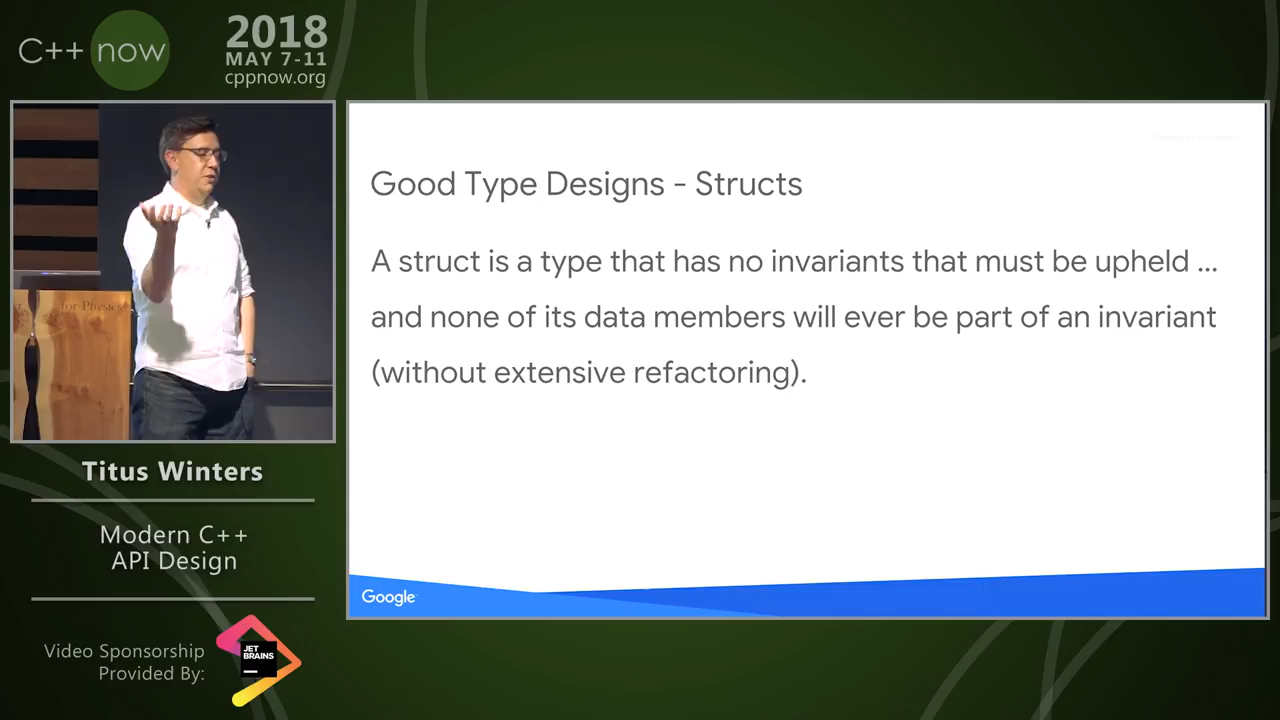 C++ now
2018
MAY 7-11
cppnow.org
for Physics
Good Type Designs - Structs
A struct is a type that has no invariants that must be upheld ...
and none of its data members will ever be part of an invariant
(without extensive refactoring).
Google
Titus Winters
Modern C++
API Design
Video Sponsorship
Provided By:
JET
BRAINS